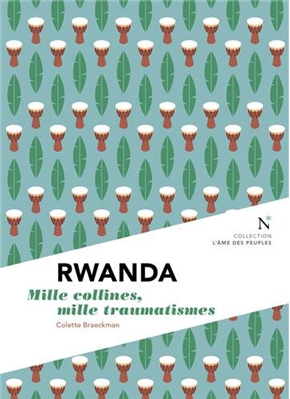 N*
COLLECTION
L'ÂME DES PEUPLES
RWANDA
Mille collines,
mille traumatismes
Colette Braeckman